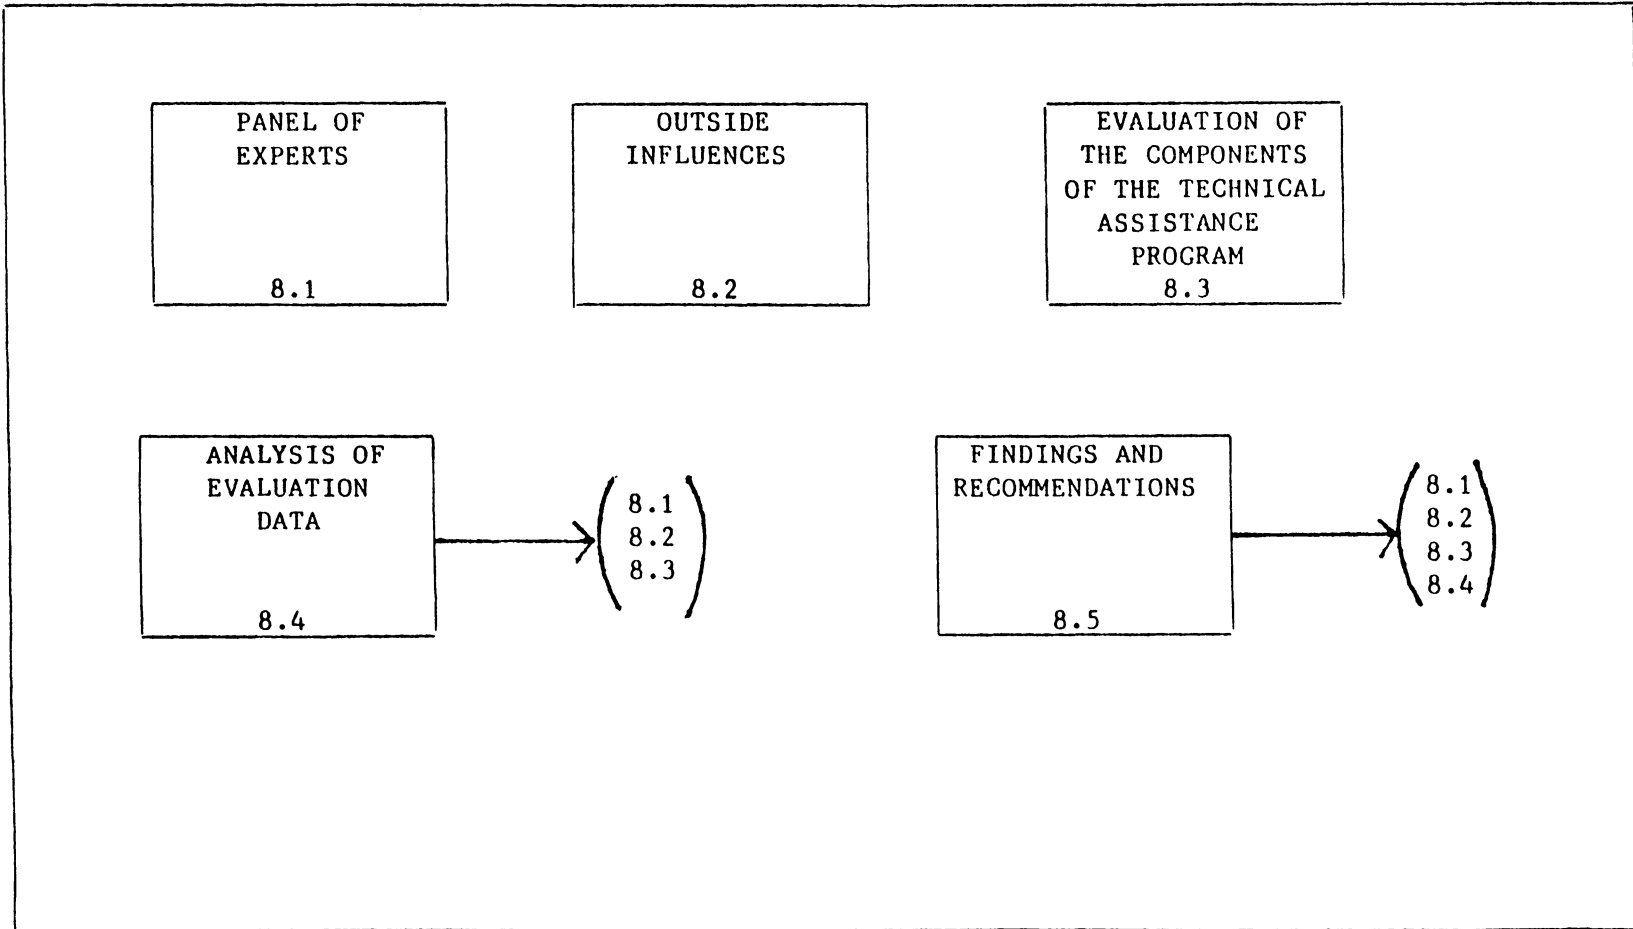 PANEL OF
EXPERTS
8.1
OUTSIDE
INFLUENCES
8.2
EVALUATION OF
THE COMPONENTS
OF THE TECHNICAL
ASSISTANCE
PROGRAM
8.3
ANALYSIS OF
EVALUATION
DATA
8.4
8.1
8.2
8.3
FINDINGS AND
RECOMMENDATIONS
8.5
8.1
8.2
8.3
8.4